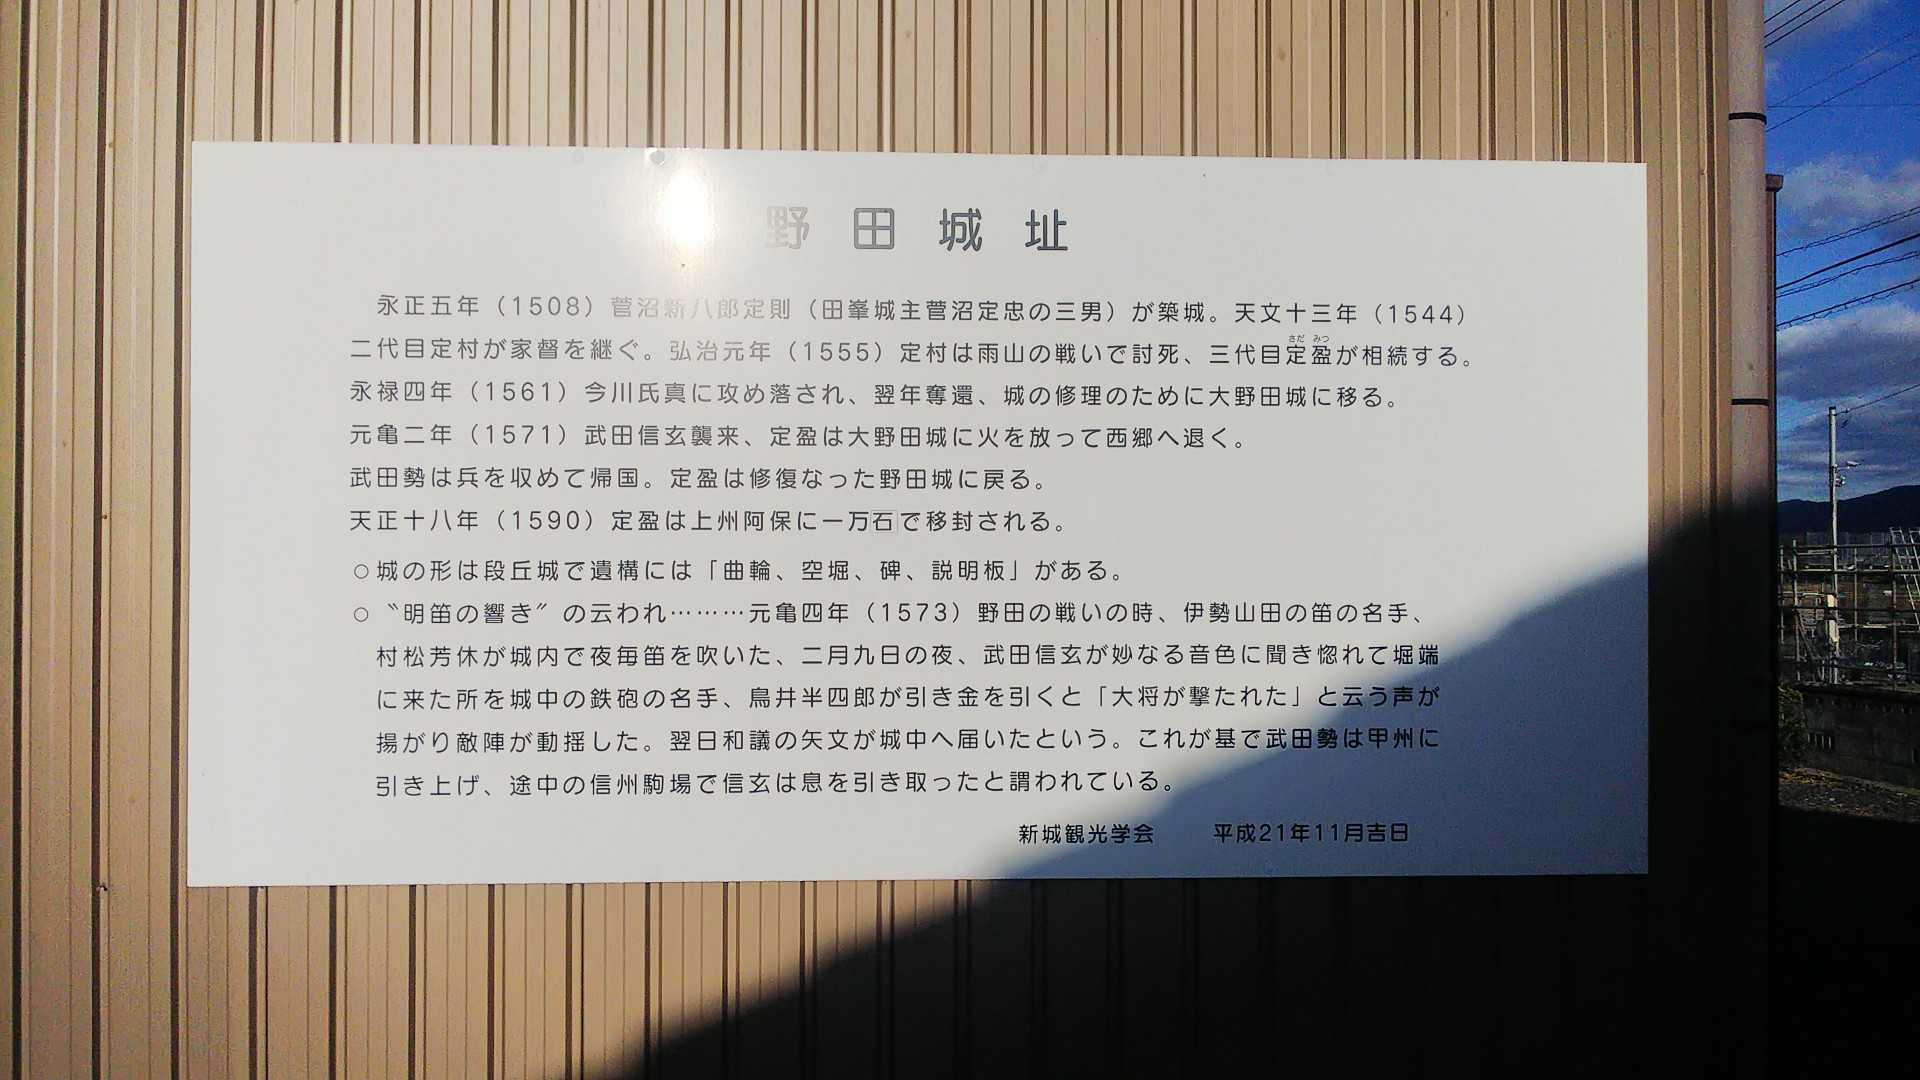 野田城址
永正五年（1508）菅沼新八郎定則（田峯城主菅沼定忠の三男）が築城。天文十三年（1544）
二代目定村が家督を継ぐ。弘治元年（1555）定村は雨山の戦いで討死、三代目定盈が相続する。
さだ みつ
永禄四年（1561）今川氏真に攻め落され、翌年奪還、城の修理のために大野田城に移る。
元亀二年（1571）武田信玄襲来、定盈は大野田城に火を放って西郷へ退く。
武田勢は兵を収めて帰国。定盈は修復なった野田城に戻る。
天正十八年（1590）定盈は上州阿保に一万石で移封される。
○城の形は段丘城で遺構には「曲輪、空堀、碑、説明板」がある。
○〝明笛の響き〞の云われ………元亀四年（1573）野田の戦いの時、伊勢山田の笛の名手、
村松芳休が城内で夜毎笛を吹いた、二月九日の夜、武田信玄が妙なる音色に聞き惚れて堀端
に来た所を城中の鉄砲の名手、鳥井半四郎が引き金を引くと「大将が撃たれた」と云う声が
揚がり敵陣が動揺した。翌日和議の矢文が城中へ届いたという。これが基で武田勢は甲州に
引き上げ、途中の信州駒場で信玄は息を引き取ったと謂われている。
新城観光学会　平成21年11月吉日